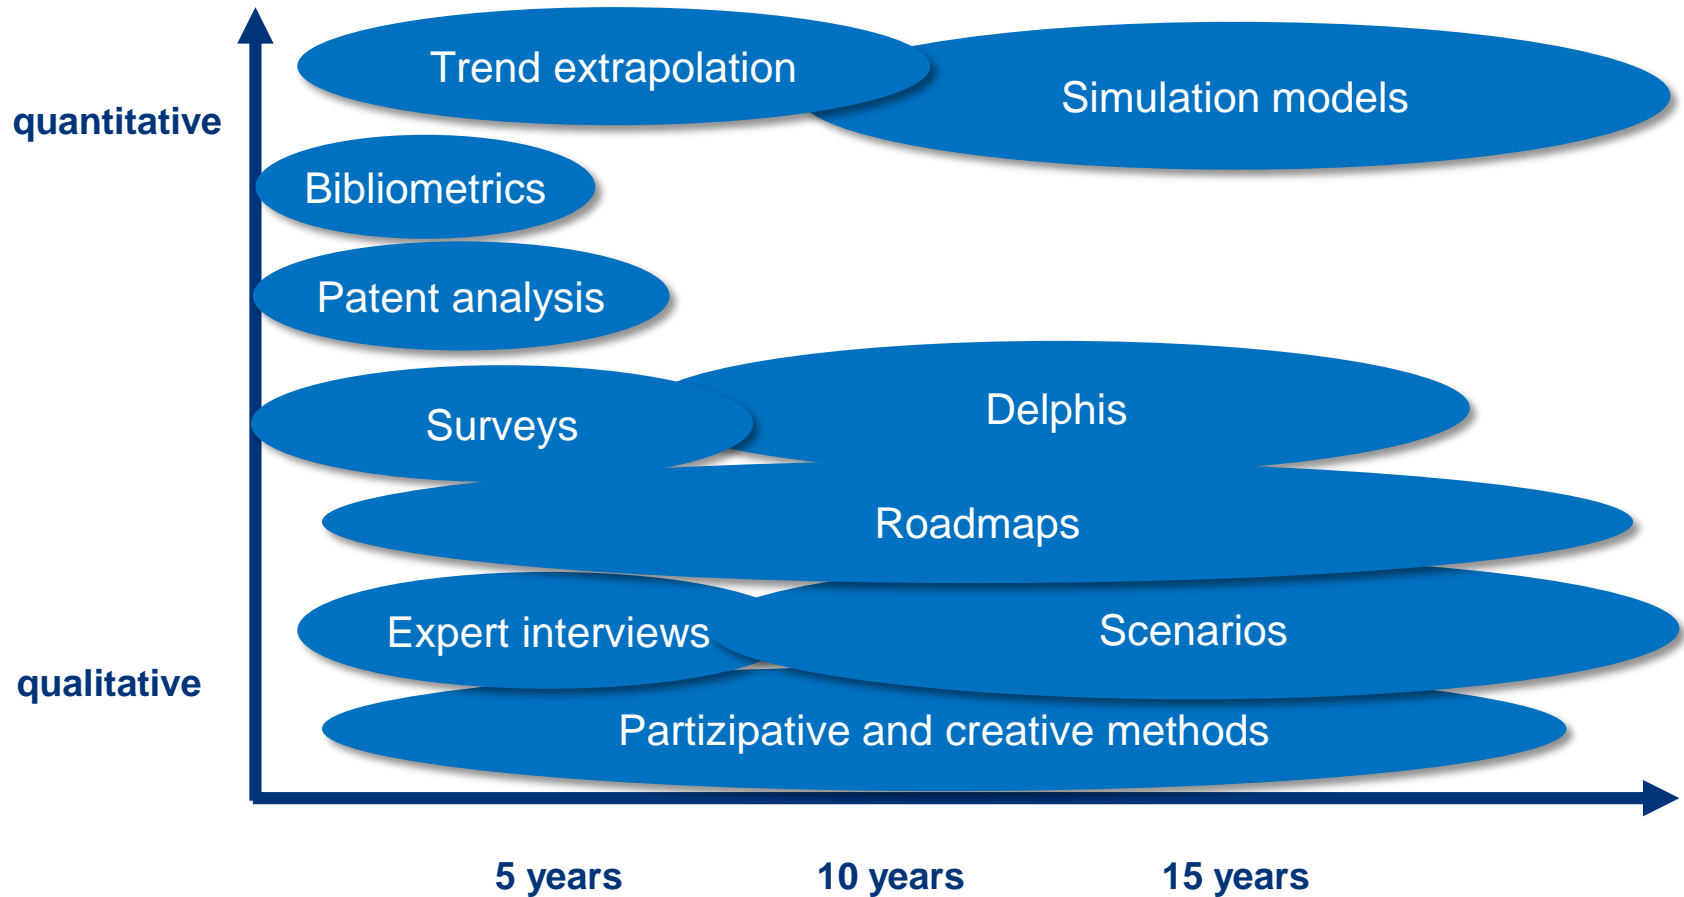 Trend extrapolation
Simulation models
quantitative
Bibliometrics
Patent analysis
Delphis
Surveys
Roadmaps
Expert interviews
Scenarios
qualitative
Partizipative and creative methods
5 years
10 years
15 years